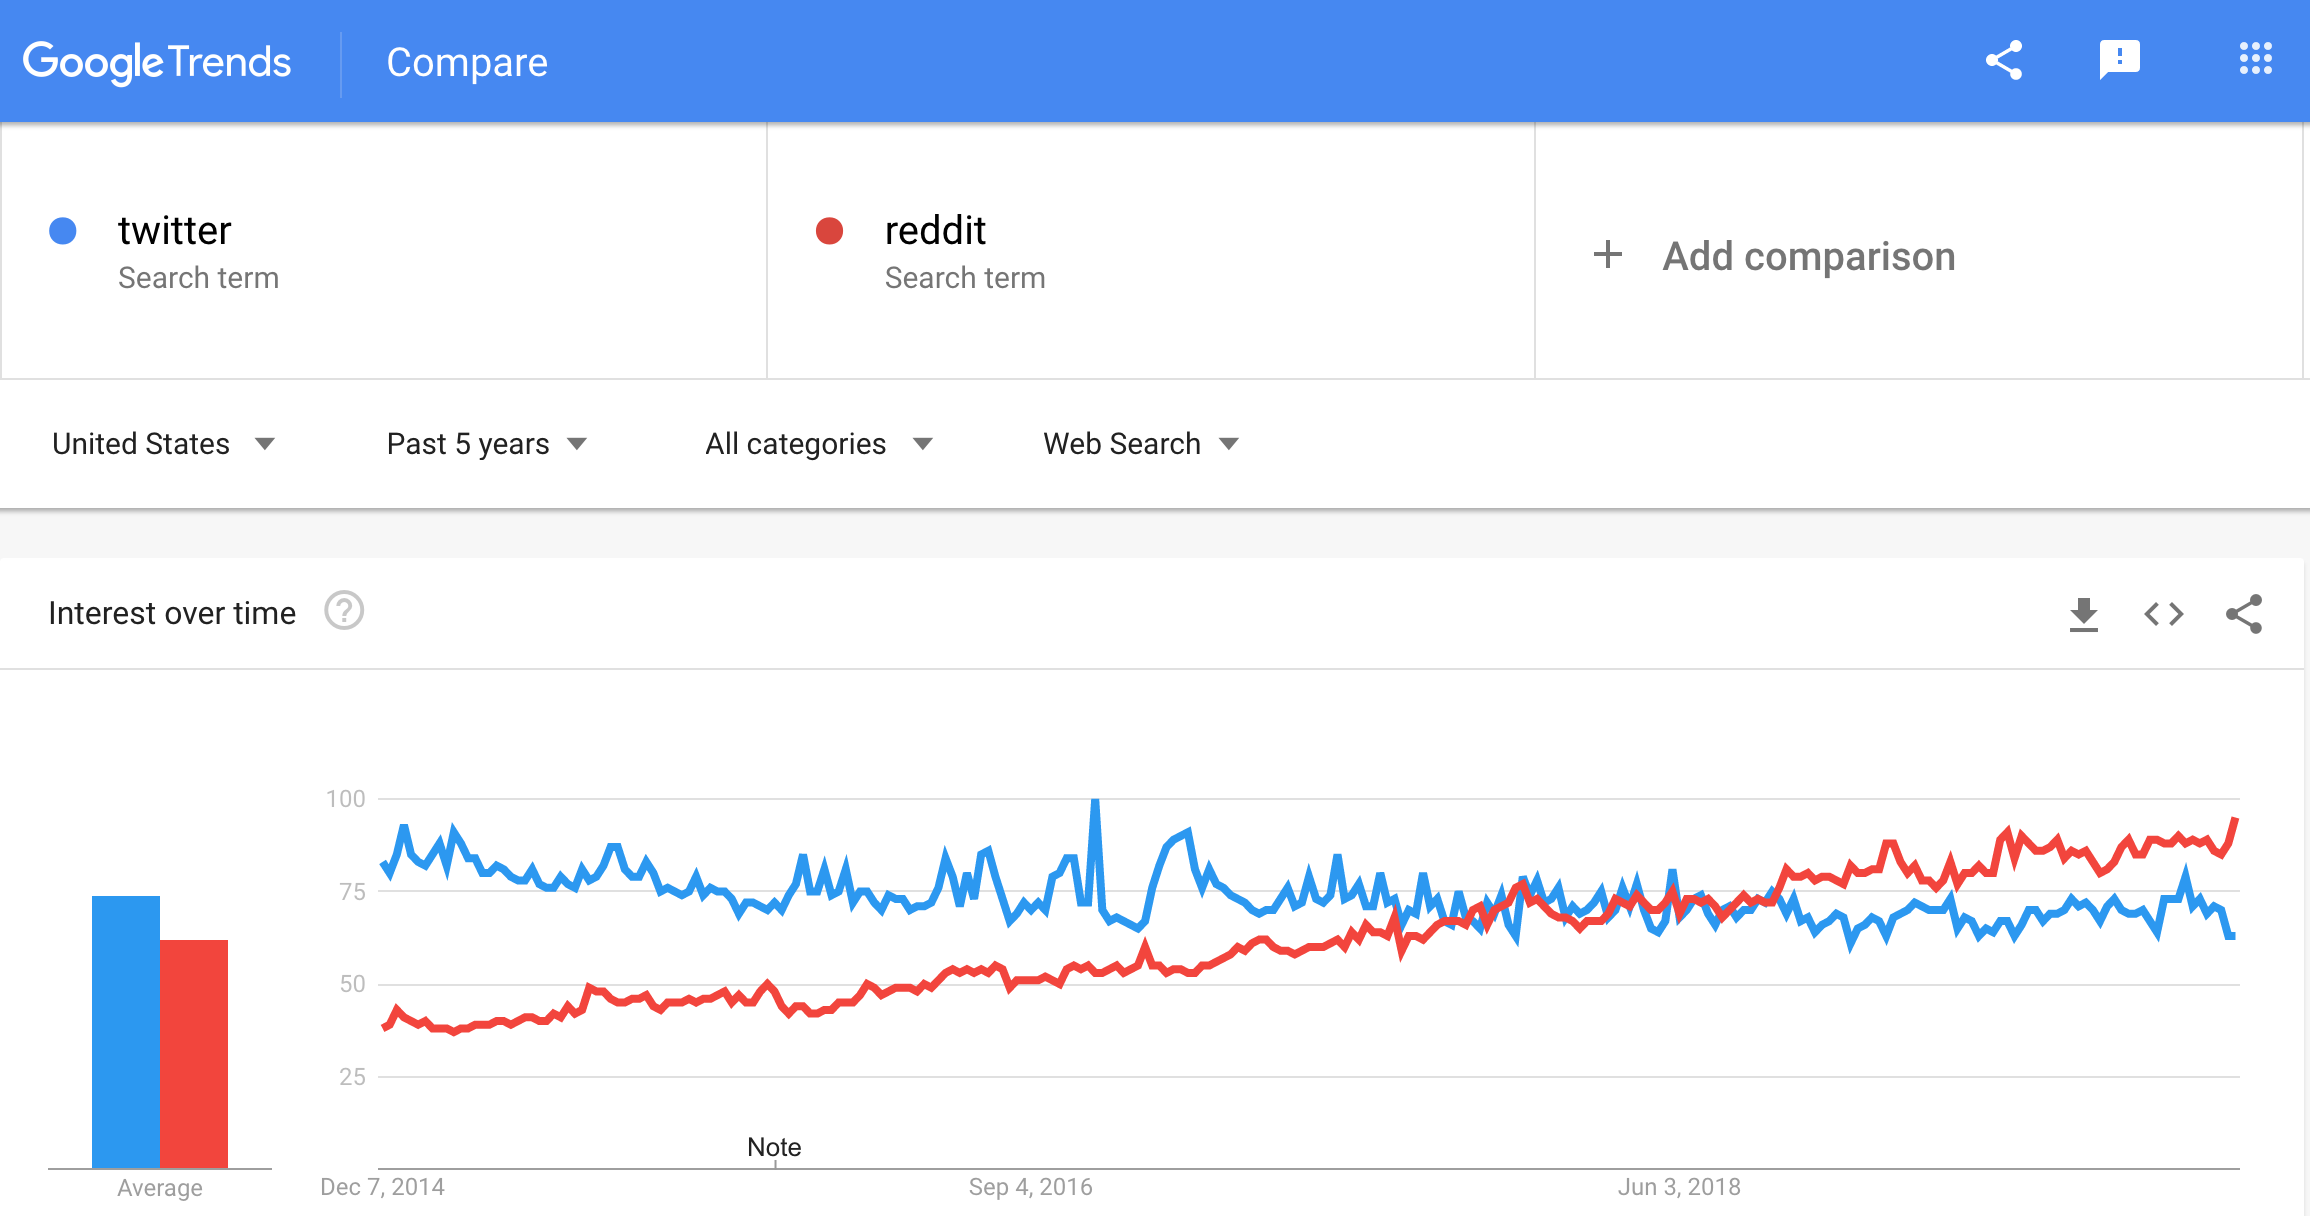 Google Trends Compare
twitter
Search term
reddit
Search term
+ Add comparison
United States Past 5 years All categories Web Search
Interest over time ?
100
75
50
25
Note
Average
Dec 7, 2014 Sep 4, 2016 Jun 3, 2018